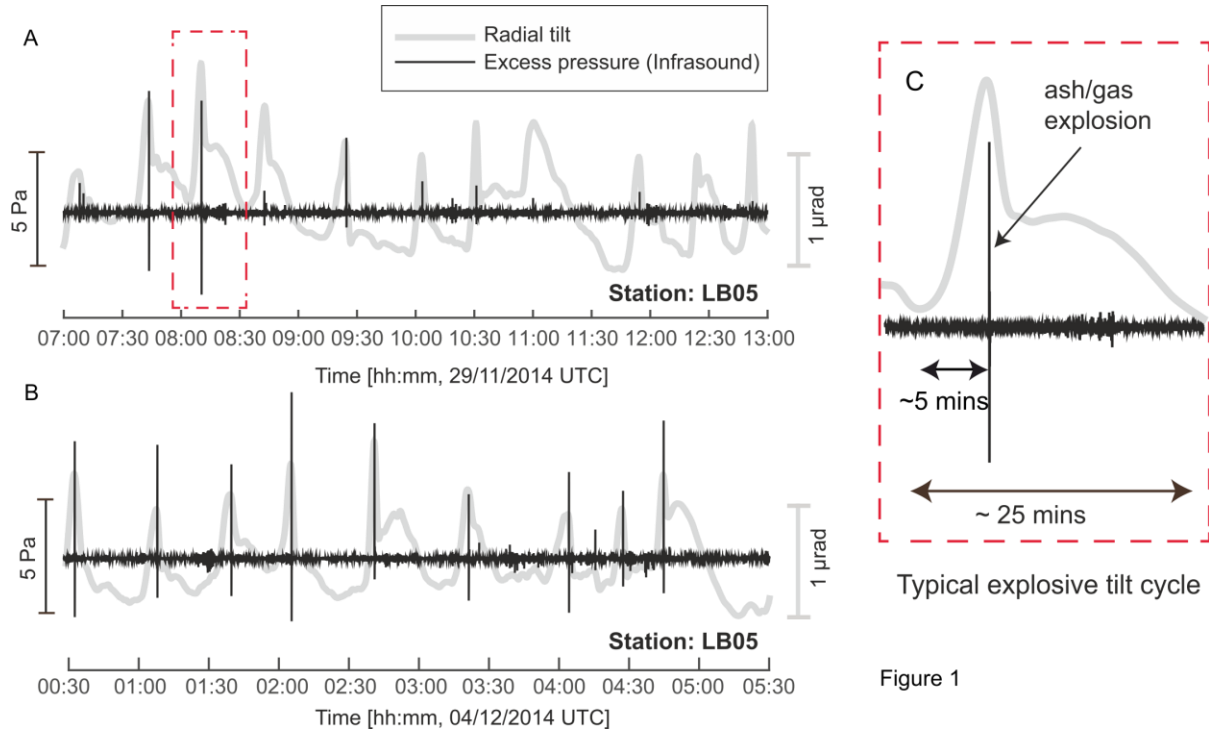 A
Radial tilt
Excess pressure (Infrasound)
5 Pa
1 µrad
Station: LB05
07:00 07:30 08:00 08:30 09:00 09:30 10:00 10:30 11:00 11:30 12:00 12:30 13:00
Time [hh:mm, 29/11/2014 UTC]
B
5 Pa
1 µrad
Station: LB05
00:30 01:00 01:30 02:00 02:30 03:00 03:30 04:00 04:30 05:00 05:30
Time [hh:mm, 04/12/2014 UTC]
C
ash/gas
explosion
~5 mins
~ 25 mins
Typical explosive tilt cycle
Figure 1